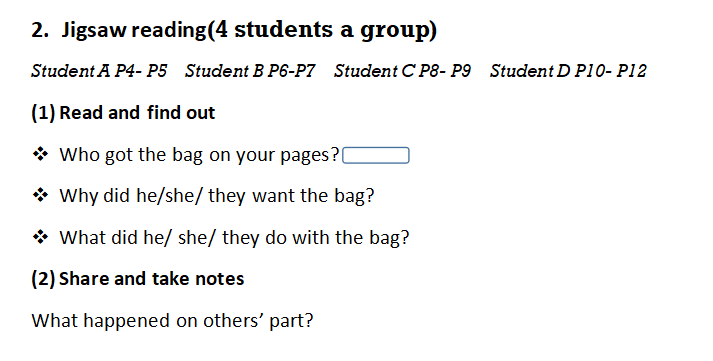 2. Jigsaw reading(4 students a group)
Student A P4- P5 Student B P6-P7 Student C P8- P9 Student D P10- P12
(1) Read and find out
❖ Who got the bag on your pages?
❖ Why did he/she/ they want the bag?
❖ What did he/ she/ they do with the bag?
(2) Share and take notes
What happened on others’ part?